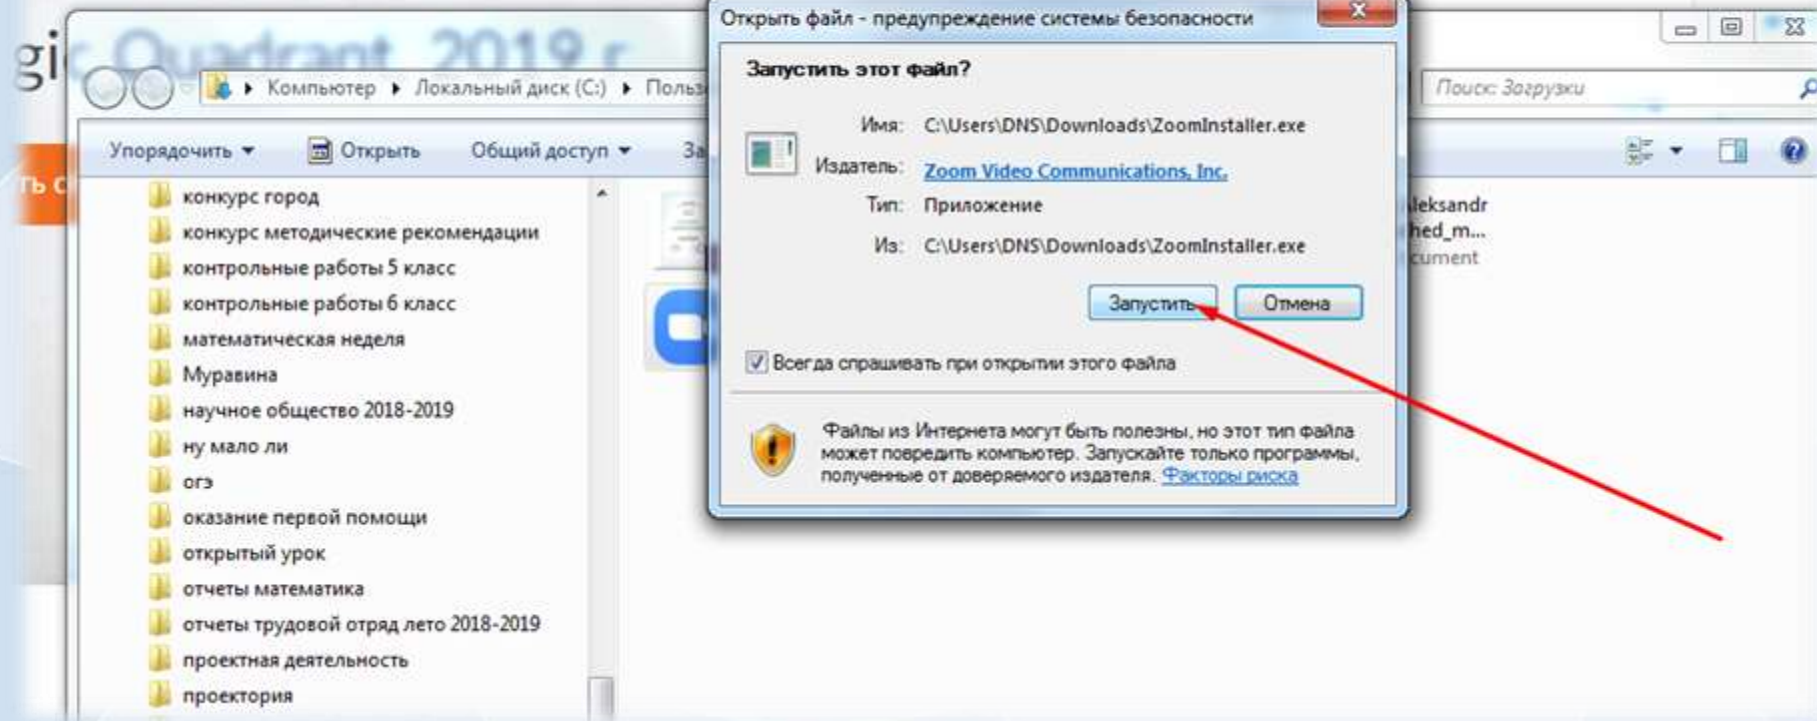 gic Quadrant 2019 г
Открыть файл - предупреждение системы безопасности
Компьютер ▸ Локальный диск (C:) ▸
Поиск: Загрузки
Упорядочить
Открыть
Общий доступ
Запустить этот файл?
Имя: C:\Users\DNS\Downloads\ZoomInstaller.exe
Издатель: Zoom Video Communications, Inc.
Тип: Приложение
Из: C:\Users\DNS\Downloads\ZoomInstaller.exe
Запустить
Отмена
Всегда спрашивать при открытии этого файла
Файлы из Интернета могут быть полезны, но этот тип файла
может повредить компьютер. Запускайте только программы,
полученные от доверяемого издателя. Факторы риска
конкурс город
конкурс методические рекомендации
контрольные работы 5 класс
контрольные работы 6 класс
математическая неделя
Муравина
научное общество 2018-2019
ну мало ли
огэ
оказание первой помощи
открытый урок
отчеты математика
отчеты трудовой отряд лето 2018-2019
проектная деятельность
проектория
leksandr
hed_m...
cument